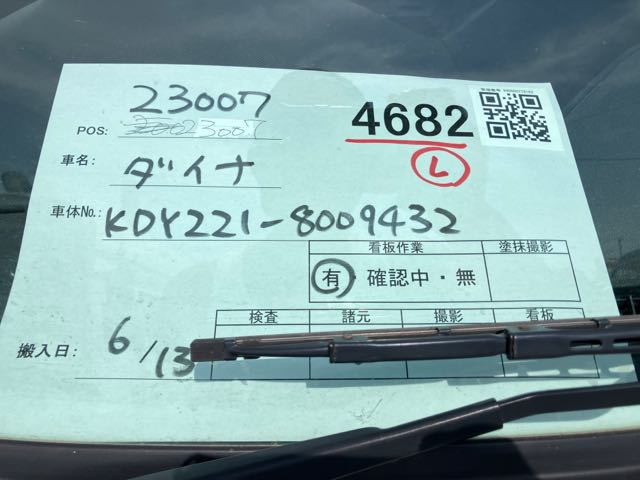 23007
4682
POS: 23007
L
車名: ダイナ
車体No.: KDY221-8009432
看板作業 塗抹撮影
有・確認中・無
検査 諸元 撮影 看板
搬入日: 6/13